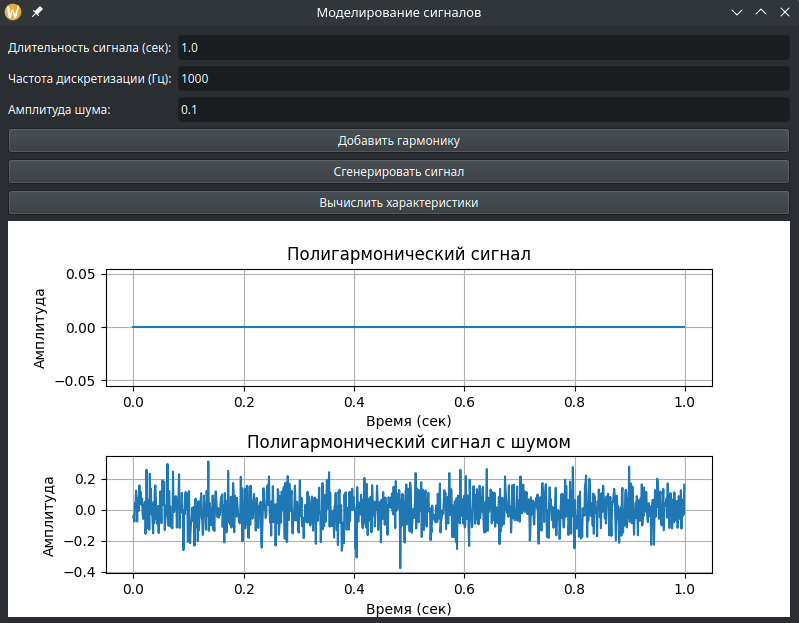 Моделирование сигналов
Длительность сигнала (сек): 1.0
Частота дискретизации (Гц): 1000
Амплитуда шума: 0.1
Добавить гармонику
Сгенерировать сигнал
Вычислить характеристики
Полигармонический сигнал
0.05
0.00
−0.05
Амплитуда
0.0 0.2 0.4 0.6 0.8 1.0
Время (сек)
Полигармонический сигнал с шумом
0.2
0.0
−0.2
−0.4
Амплитуда
0.0 0.2 0.4 0.6 0.8 1.0
Время (сек)